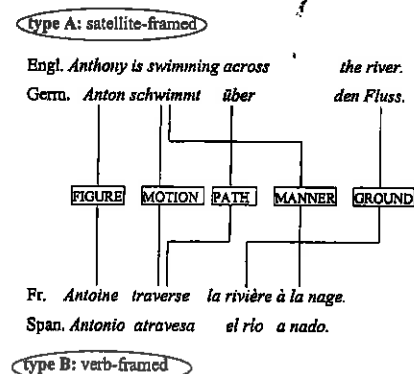 type A: satellite-framed
Engl. Anthony is swimming across the river.
Germ. Anton schwimmt über den Fluss.
FIGURE MOTION PATH MANNER GROUND
Fr. Antoine traverse la rivière à la nage.
Span. Antonio atravesa el río a nado.
type B: verb-framed